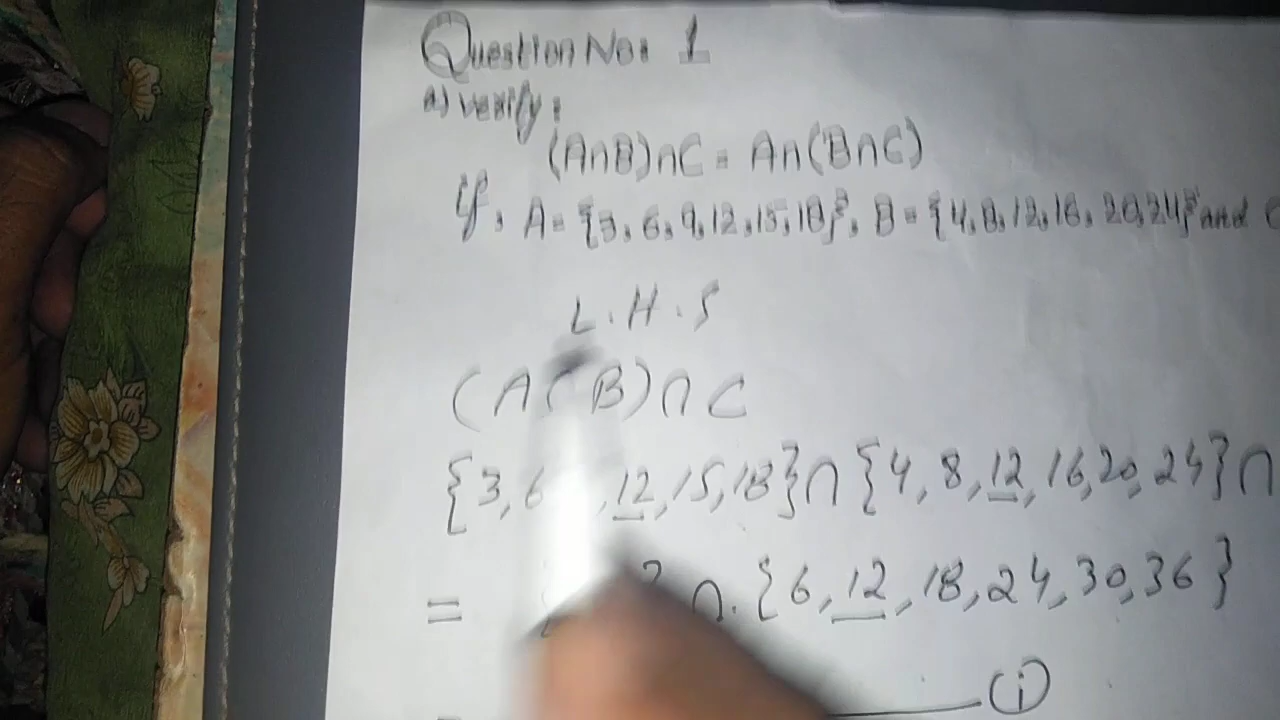 Question No: 1
a) verify:
(A∩B)∩C = A∩(B∩C)
if, A = {3, 6, 9, 12, 15, 18}, B = {4, 8, 12, 16, 20, 24} and
L.H.S
(A∩B)∩C
{3, 6 , 12, 15, 18}∩{4, 8, 12, 16, 20, 24}∩
= } ∩. {6, 12, 18, 24, 30, 36}
(i)